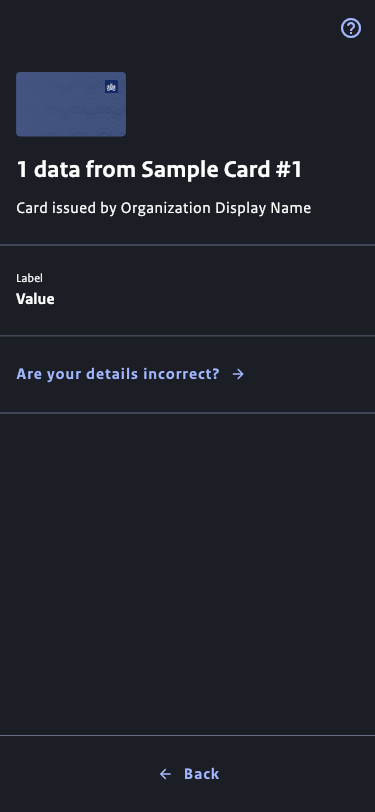 1 data from Sample Card #1
Card issued by Organization Display Name
Label
Value
Are your details incorrect?
Back